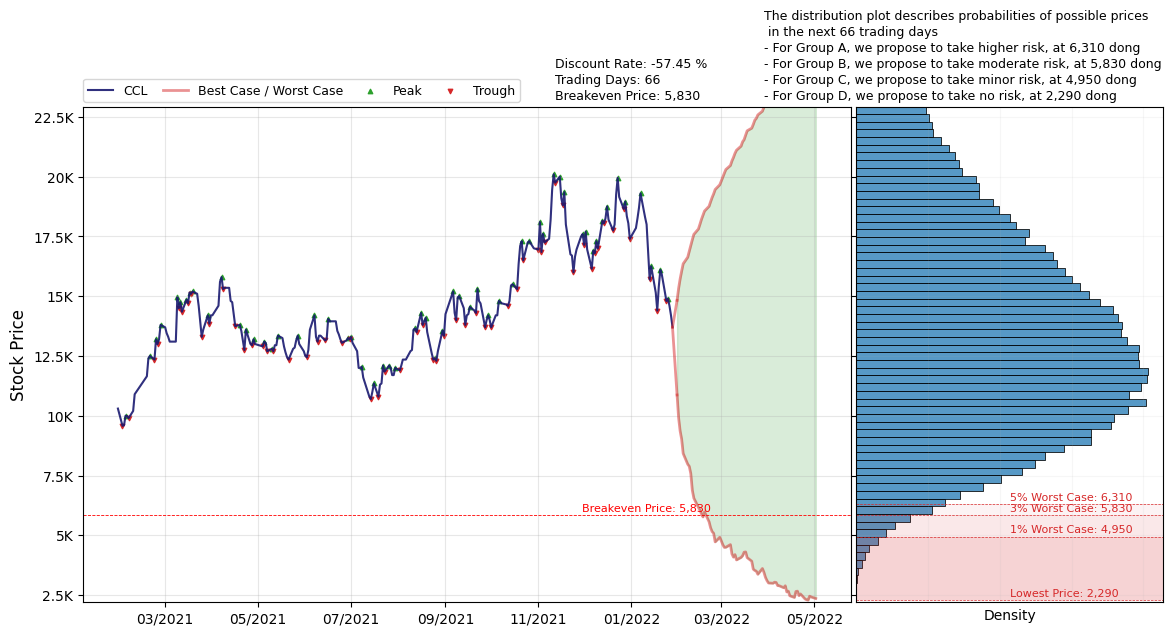 The distribution plot describes probabilities of possible prices
in the next 66 trading days
- For Group A, we propose to take higher risk, at 6,310 dong
- For Group B, we propose to take moderate risk, at 5,830 dong
- For Group C, we propose to take minor risk, at 4,950 dong
- For Group D, we propose to take no risk, at 2,290 dong
Discount Rate: -57.45 %
Trading Days: 66
Breakeven Price: 5,830
CCL
Best Case / Worst Case
Peak
Trough
Stock Price
22.5K
20K
17.5K
15K
12.5K
10K
7.5K
5K
2.5K
Breakeven Price: 5,830
03/2021
05/2021
07/2021
09/2021
11/2021
01/2022
03/2022
05/2022
5% Worst Case: 6,310
3% Worst Case: 5,830
1% Worst Case: 4,950
Lowest Price: 2,290
Density